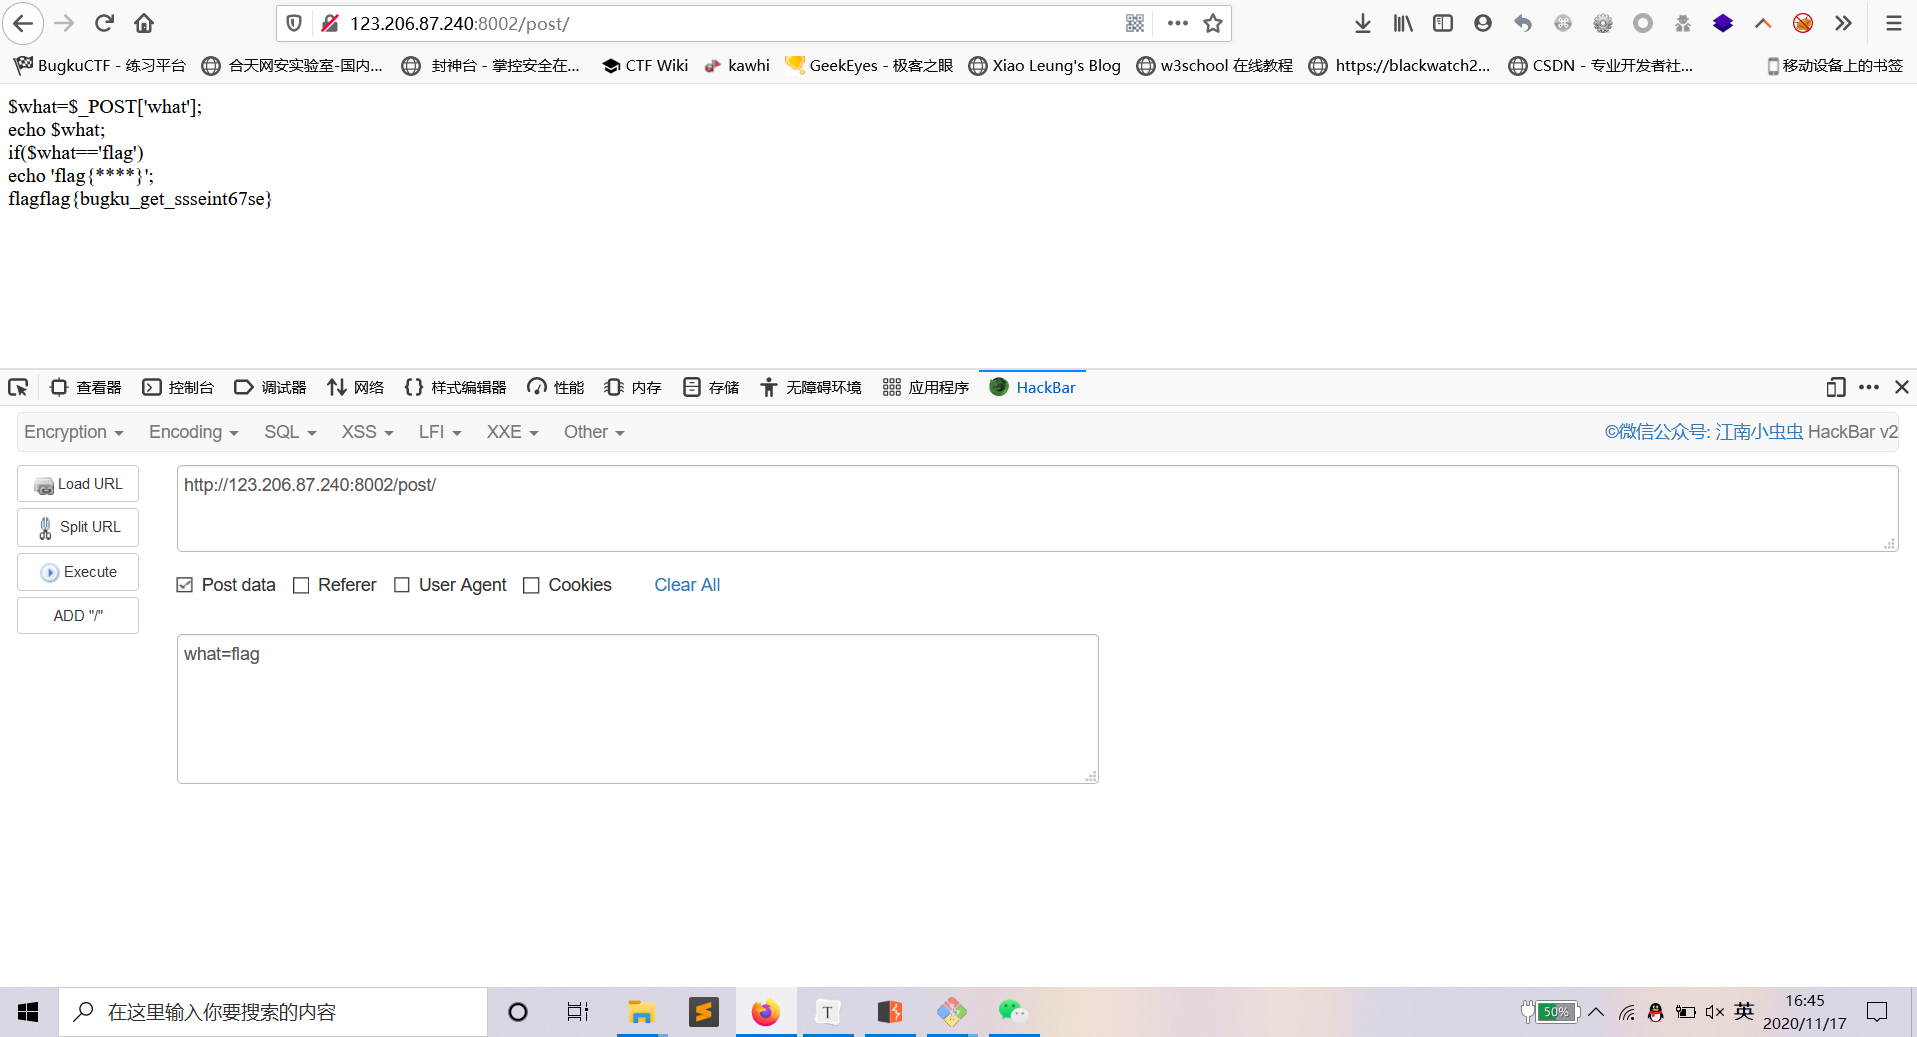 123.206.87.240:8002/post/
BugkuCTF - 练习平台 合天网安实验室-国内... 封神台 - 掌控安全在... CTF Wiki kawhi GeekEyes - 极客之眼 Xiao Leung's Blog w3school 在线教程 https://blackwatch2... CSDN - 专业开发者社... 移动设备上的书签
$what=$_POST['what'];
echo $what;
if($what=='flag')
echo 'flag{****}';
flagflag{bugku_get_ssseint67se}
查看器 控制台 调试器 网络 样式编辑器 性能 内存 存储 无障碍环境 应用程序 HackBar
Encryption Encoding SQL XSS LFI XXE Other ©微信公众号: 江南小虫虫 HackBar v2
Load URL http://123.206.87.240:8002/post/
Split URL
Execute
Post data Referer User Agent Cookies Clear All
ADD "/"
what=flag
在这里输入你要搜索的内容
T
50% 英 16:45
2020/11/17